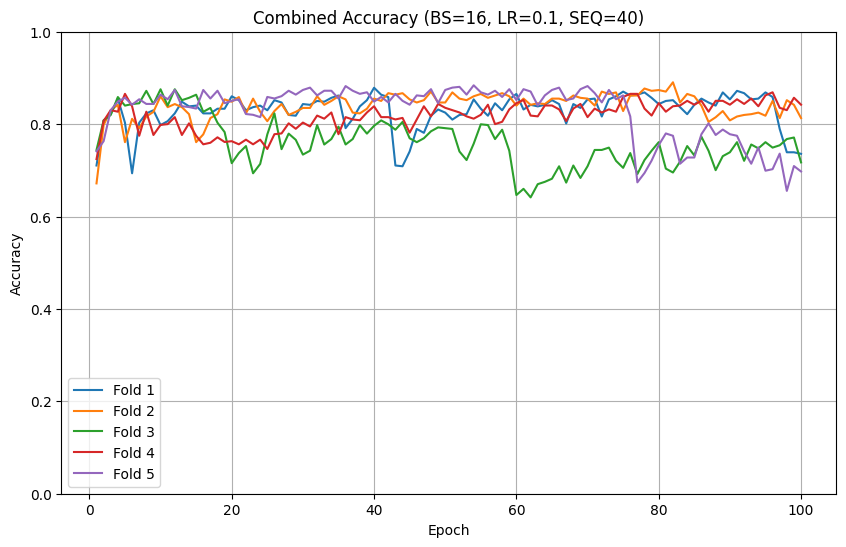 Combined Accuracy (BS=16, LR=0.1, SEQ=40)
1.0
0.8
0.6
0.4
0.2
0.0
Accuracy
Fold 1
Fold 2
Fold 3
Fold 4
Fold 5
0 20 40 60 80 100
Epoch